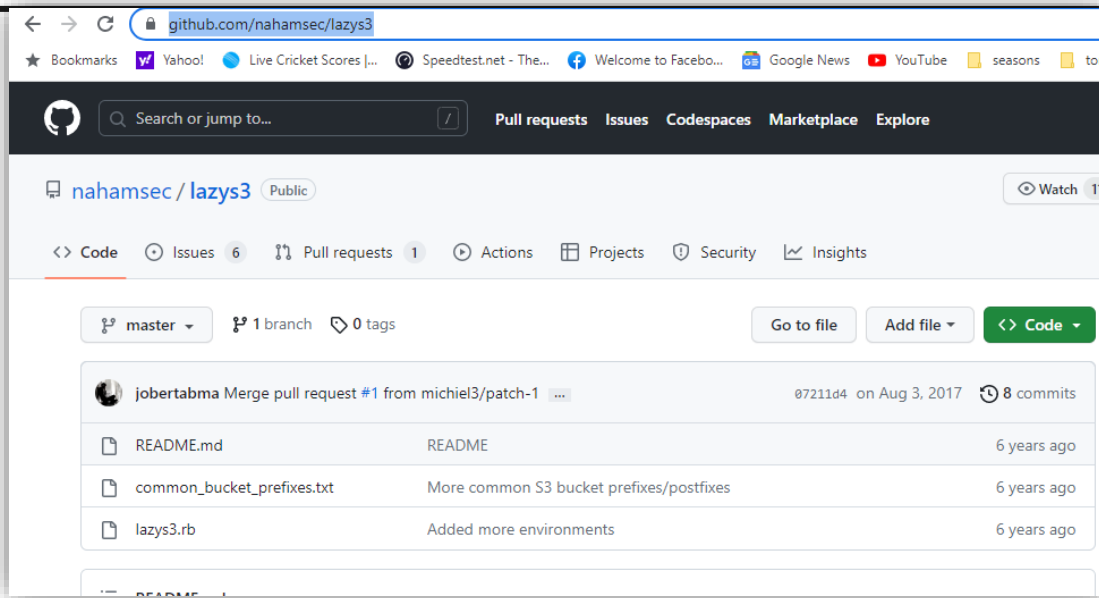 github.com/nahamsec/lazys3
Bookmarks Yahoo! Live Cricket Scores |... Speedtest.net - The... Welcome to Facebo... GE Google News YouTube seasons to
Search or jump to... / Pull requests Issues Codespaces Marketplace Explore
nahamsec / lazys3 Public Watch
<> Code Issues 6 Pull requests 1 Actions Projects Security Insights
master 1 branch 0 tags Go to file Add file <> Code
jobertabma Merge pull request #1 from michiel3/patch-1 ... 07211d4 on Aug 3, 2017 8 commits
README.md README 6 years ago
common_bucket_prefixes.txt More common S3 bucket prefixes/postfixes 6 years ago
lazys3.rb Added more environments 6 years ago